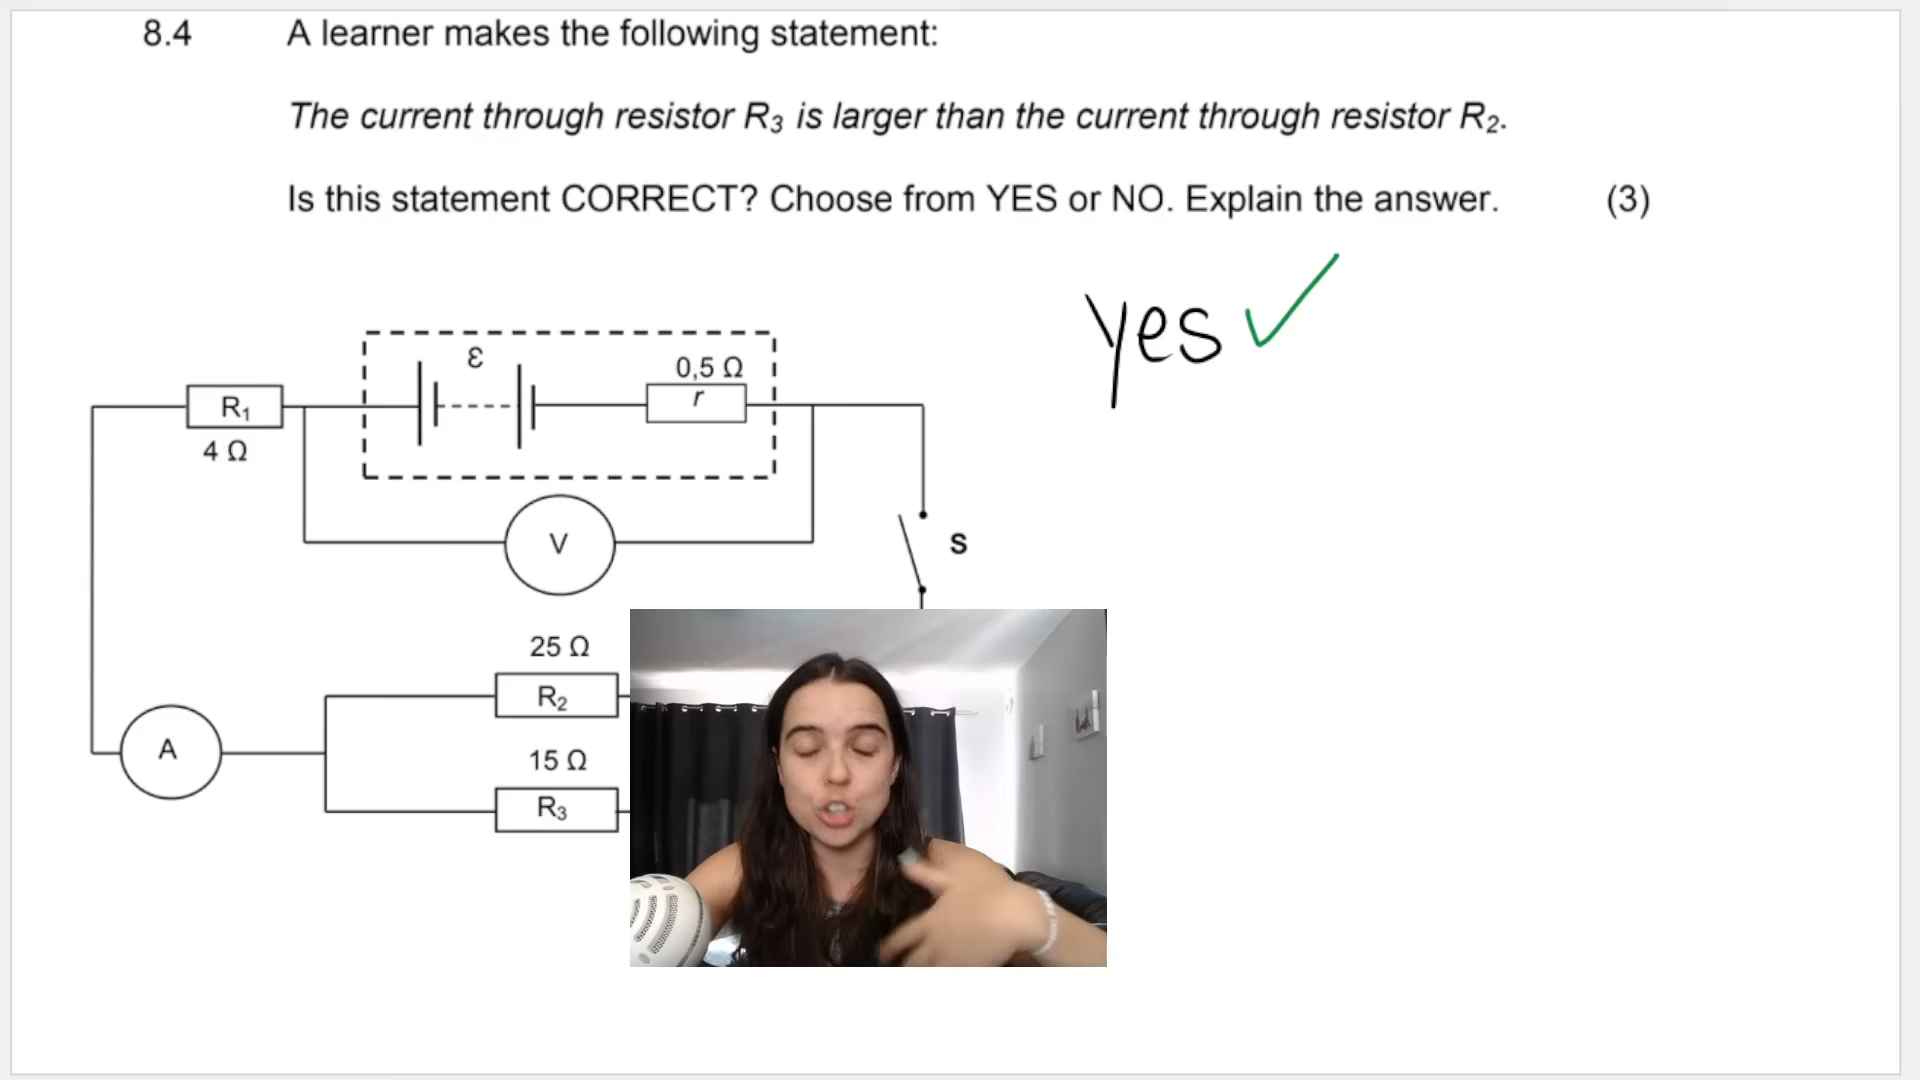 8.4 A learner makes the following statement:
The current through resistor R₃ is larger than the current through resistor R₂.
Is this statement CORRECT? Choose from YES or NO. Explain the answer. (3)
yes
ε
0,5 Ω
r
R₁
4 Ω
V
S
25 Ω
R₂
A
15 Ω
R₃